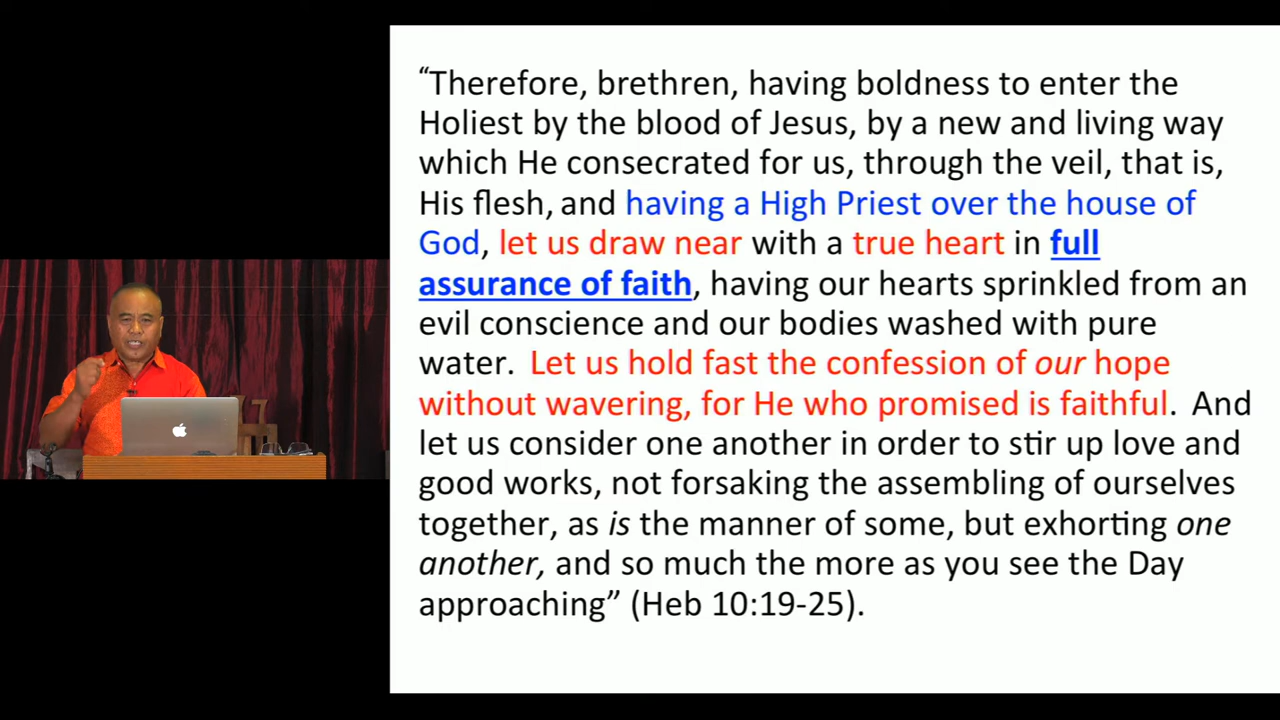 “Therefore, brethren, having boldness to enter the
Holiest by the blood of Jesus, by a new and living way
which He consecrated for us, through the veil, that is,
His flesh, and having a High Priest over the house of
God, let us draw near with a true heart in full
assurance of faith, having our hearts sprinkled from an
evil conscience and our bodies washed with pure
water. Let us hold fast the confession of our hope
without wavering, for He who promised is faithful. And
let us consider one another in order to stir up love and
good works, not forsaking the assembling of ourselves
together, as is the manner of some, but exhorting one
another, and so much the more as you see the Day
approaching” (Heb 10:19-25).